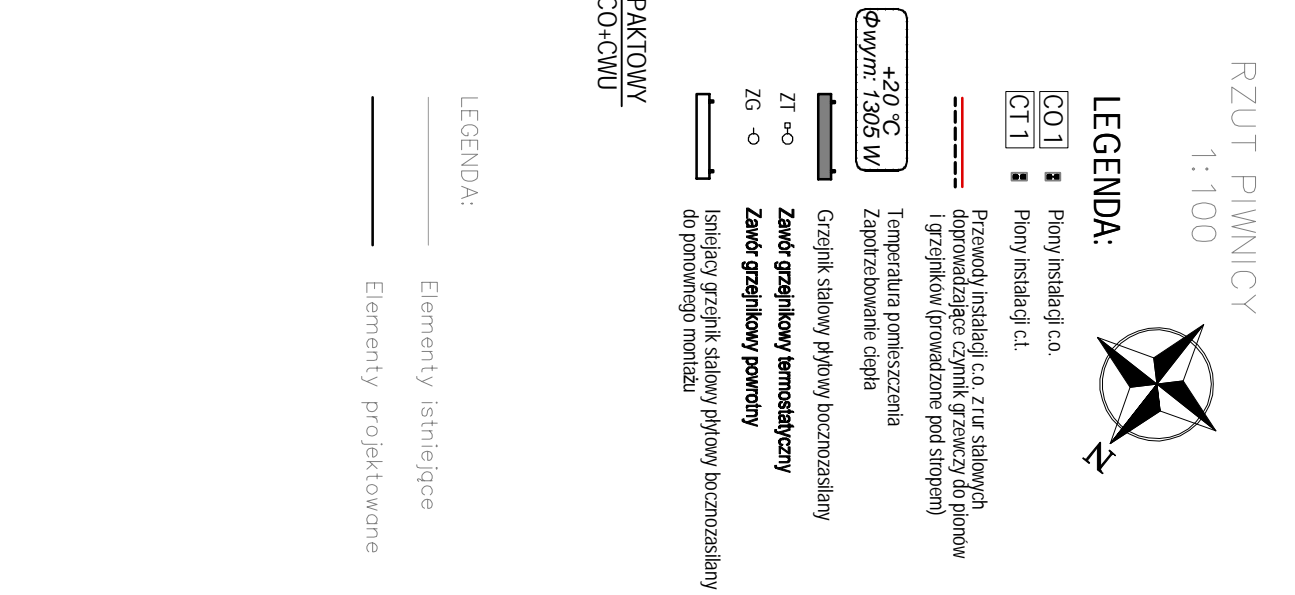 RZUT PIWNICY
1:100
N
LEGENDA:
CO 1
Piony instalacji c.o.
CT 1
Piony instalacji c.t.
Przewody instalacji c.o. z rur stalowych
doprowadzające czynnik grzewczy do pionów
i grzejników (prowadzone pod stropem)
+20 °C
Φwym: 1305 W
Temperatura pomieszczenia
Zapotrzebowanie ciepła
Grzejnik stalowy płytowy bocznozasilany
ZT
Zawór grzejnikowy termostatyczny
ZG
Zawór grzejnikowy powrotny
Isniejacy grzejnik stalowy płytowy bocznozasilany
do ponownego montażu
PAKTOWY
CO+CWU
LEGENDA:
Elementy istniejące
Elementy projektowane